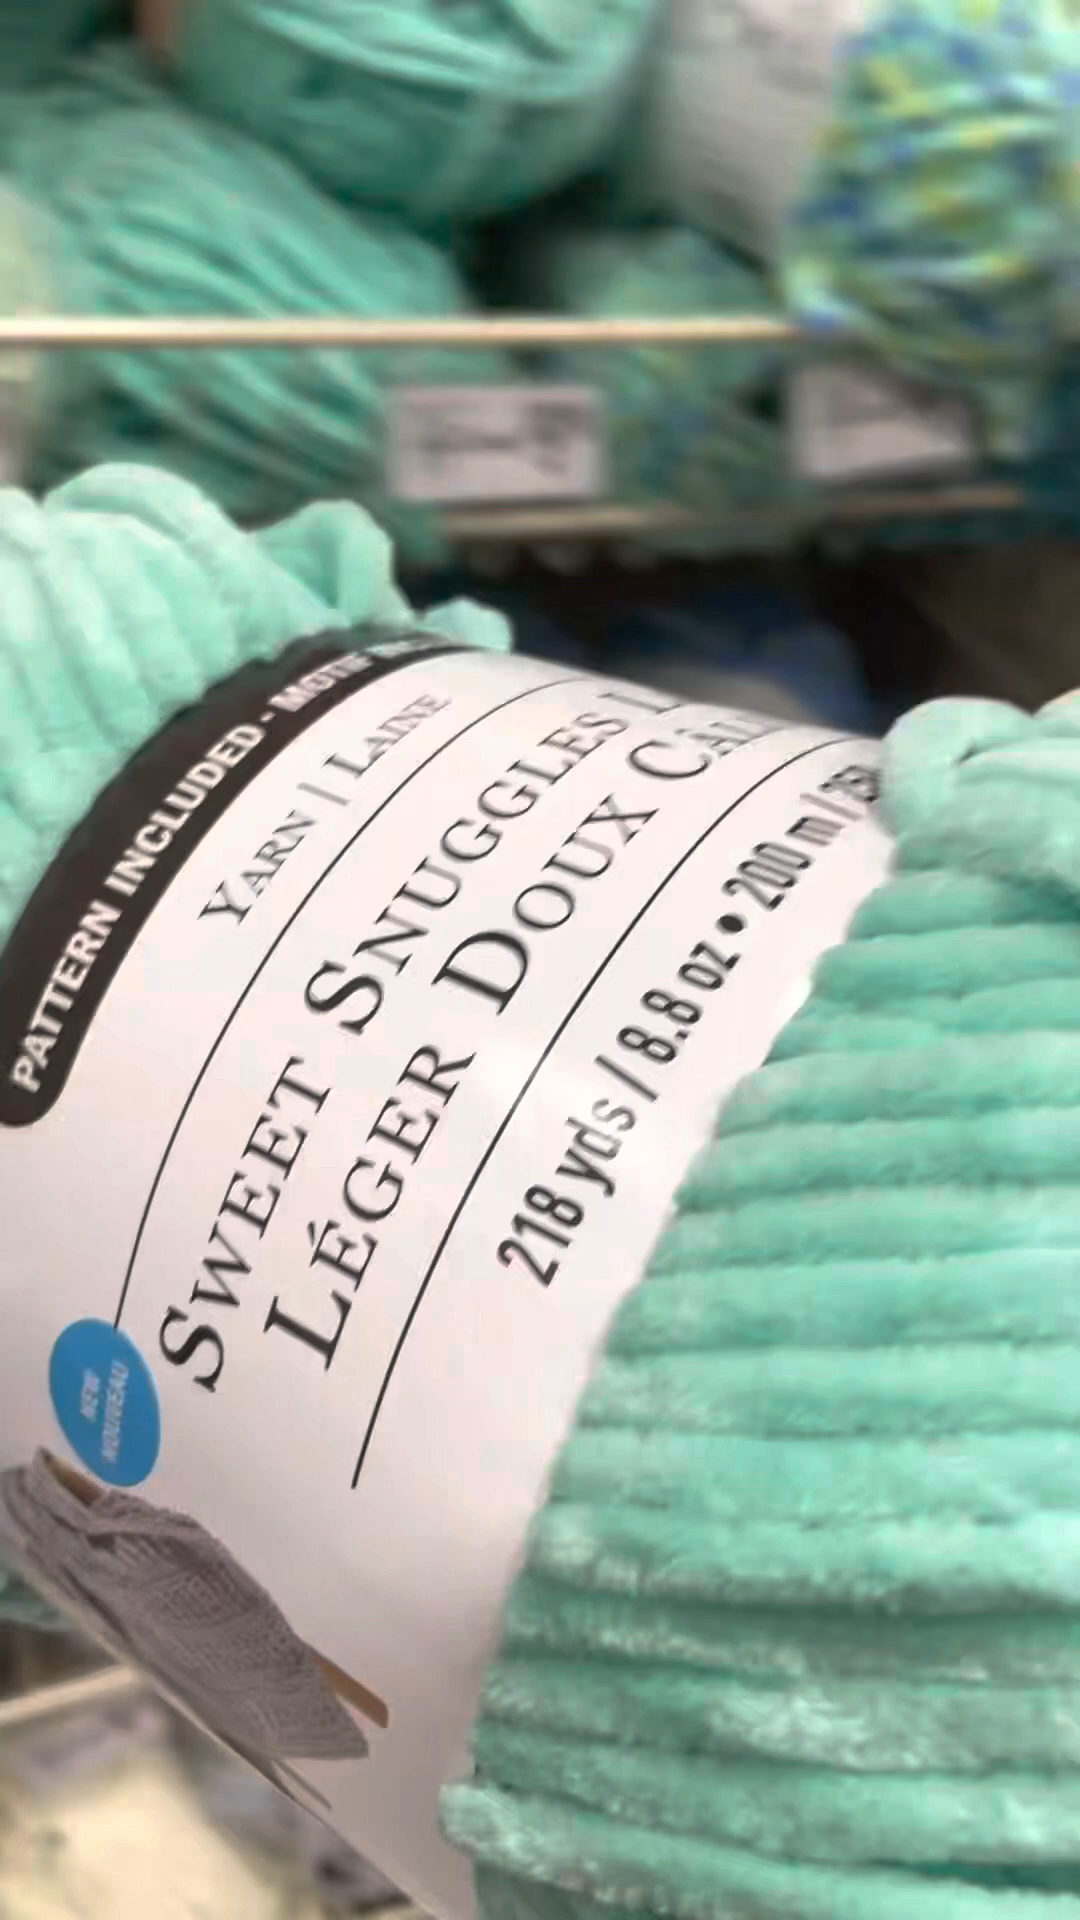 PATTERN INCLUDED - MOTIF
YARN | LAINE
SWEET SNUGGLES
LÉGER DOUX
218 yds / 8.8 oz • 200 m /
NEW
NOUVEAU